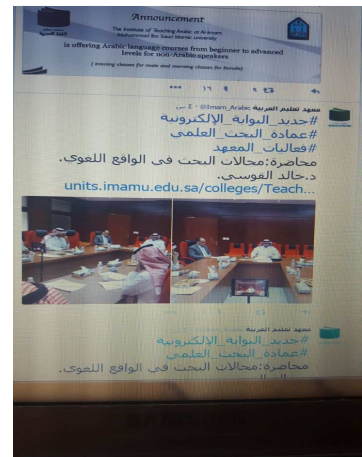 Announcement
The Institute of Teaching Arabic at Al-Imam
Muhammad Ibn Saud Islamic university
is offering Arabic language courses from beginner to advanced
levels for non-Arabic speakers
( evening classes for male and morning classes for female)
معهد تعليم العربية @Imam_Arabic · ٤ س
#جديد_البوابة_الإلكترونية
#عمادة_البحث_العلمي
#فعاليات_المعهد
محاضرة:مجالات البحث في الواقع اللغوي.
د.خالد القوسي.
units.imamu.edu.sa/colleges/Teach...
معهد تعليم العربية
#جديد_البوابة_الإلكترونية
#عمادة_البحث_العلمي
محاضرة:مجالات البحث في الواقع اللغوي.